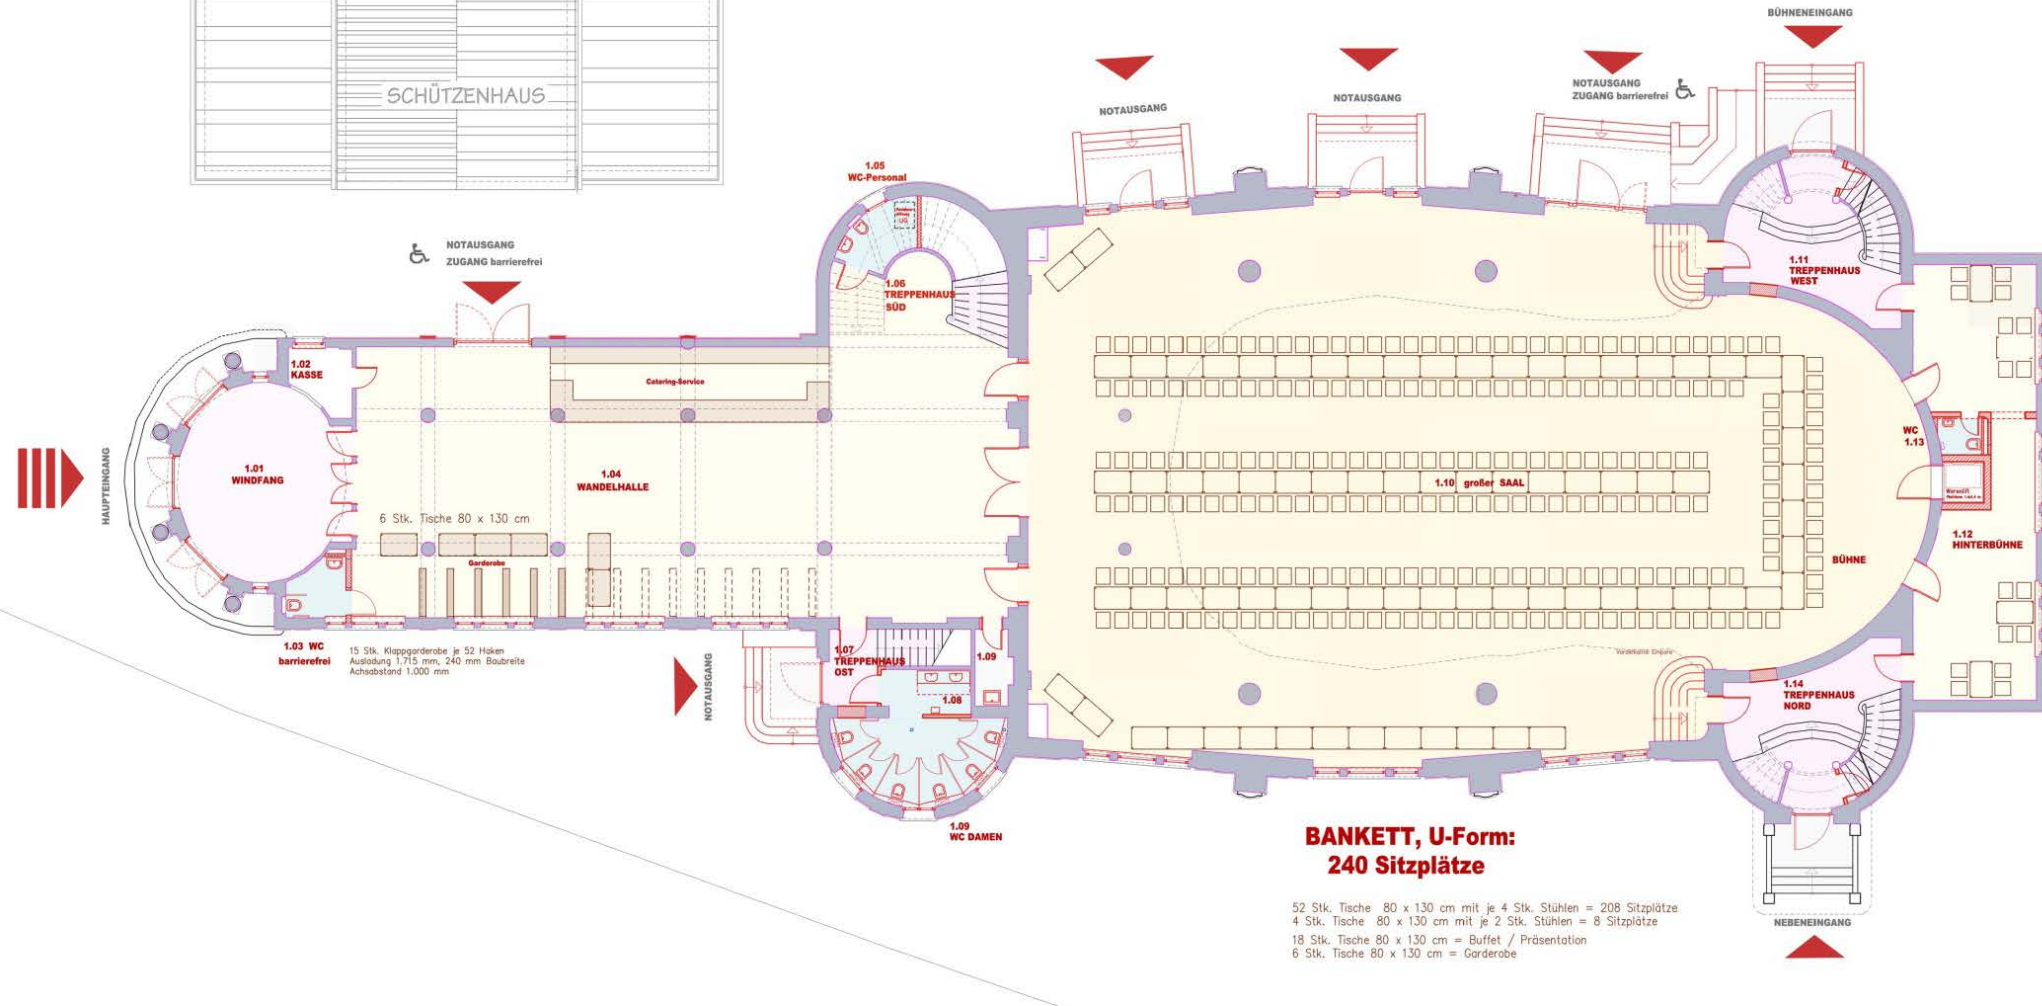 BÜHNENEINGANG
SCHÜTZENHAUS
NOTAUSGANG
NOTAUSGANG
NOTAUSGANG
ZUGANG barrierefrei
1.05
WC-Personal
UG
NOTAUSGANG
ZUGANG barrierefrei
1.06
TREPPENHAUS
SÜD
1.11
TREPPENHAUS
WEST
1.02
KASSE
Catering-Service
HAUPTEINGANG
1.01
WINDFANG
1.04
WANDELHALLE
6 Stk. Tische 80 x 130 cm
Garderobe
1.10 großer SAAL
WC
1.13
Warenlift
1.12
HINTERBÜHNE
BÜHNE
1.03 WC
barrierefrei
15 Stk. Klappgarderobe je 52 Haken
Ausladung 1.715 mm, 240 mm Baubreite
Achsabstand 1.000 mm
NOTAUSGANG
1.07
TREPPENHAUS
OST
1.09
1.08
1.14
TREPPENHAUS
NORD
1.09
WC DAMEN
BANKETT, U-Form:
240 Sitzplätze
52 Stk. Tische 80 x 130 cm mit je 4 Stk. Stühlen = 208 Sitzplätze
4 Stk. Tische 80 x 130 cm mit je 2 Stk. Stühlen = 8 Sitzplätze
18 Stk. Tische 80 x 130 cm = Buffet / Präsentation
6 Stk. Tische 80 x 130 cm = Garderobe
NEBENEINGANG